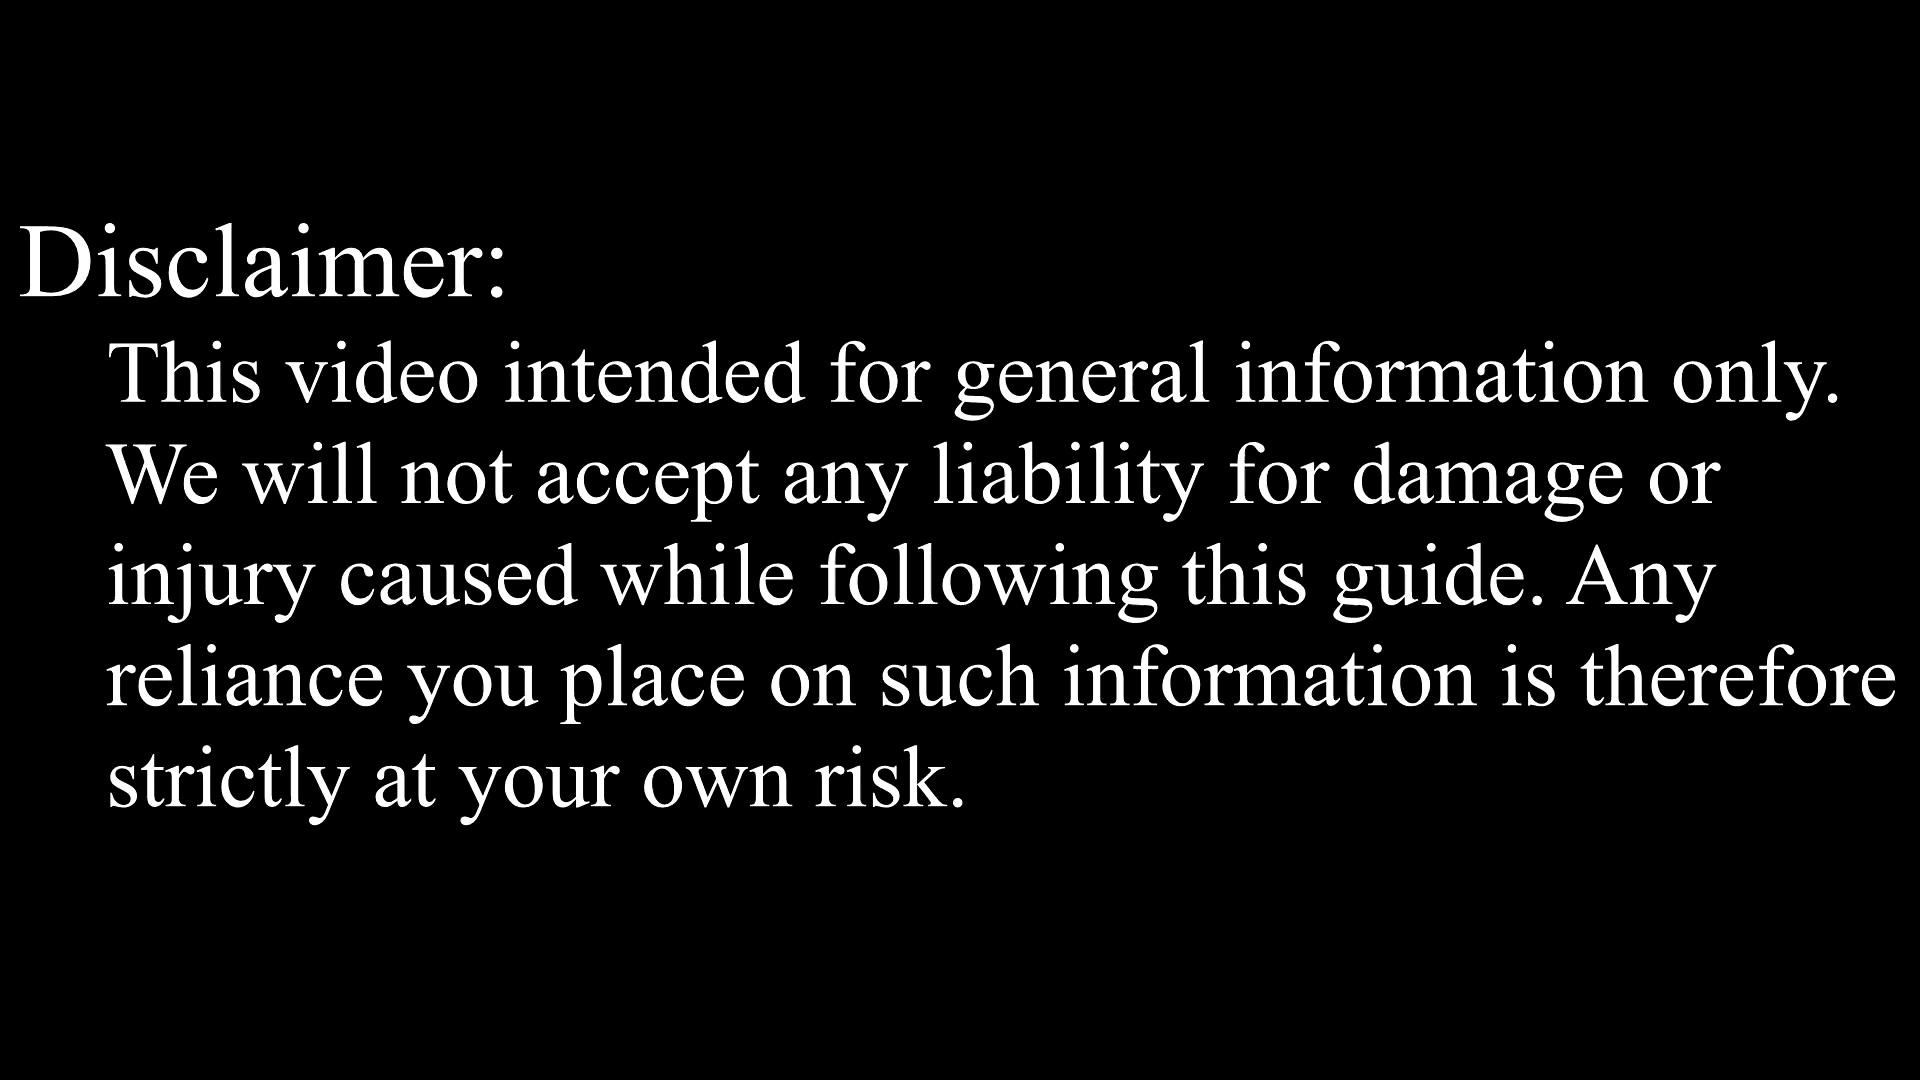 Disclaimer:
This video intended for general information only.
We will not accept any liability for damage or
injury caused while following this guide. Any
reliance you place on such information is therefore
strictly at your own risk.